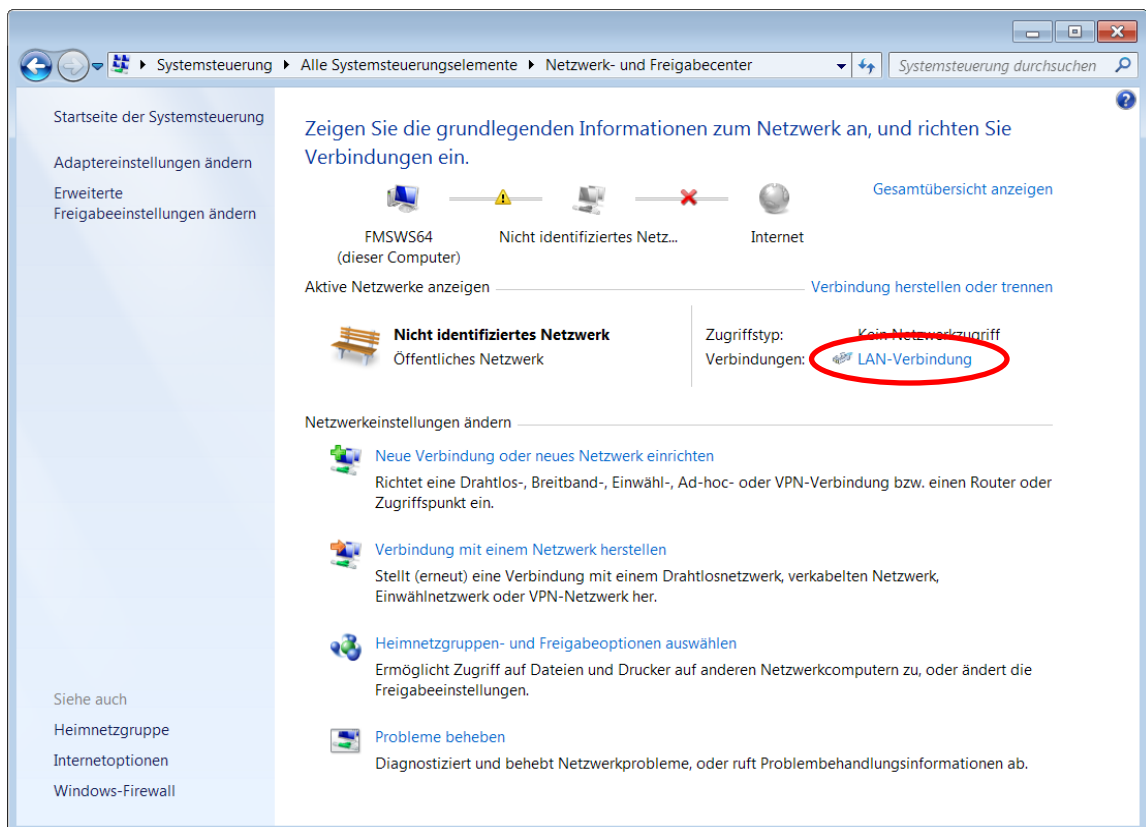 Systemsteuerung Alle Systemsteuerungselemente Netzwerk- und Freigabecenter Systemsteuerung durchsuchen
Startseite der Systemsteuerung
Adaptereinstellungen ändern
Erweiterte
Freigabeeinstellungen ändern
Zeigen Sie die grundlegenden Informationen zum Netzwerk an, und richten Sie
Verbindungen ein.
Gesamtübersicht anzeigen
FMSWS64
(dieser Computer)
Nicht identifiziertes Netz...
Internet
Aktive Netzwerke anzeigen
Verbindung herstellen oder trennen
Nicht identifiziertes Netzwerk
Öffentliches Netzwerk
Zugriffstyp: Kein Netzwerkzugriff
Verbindungen: LAN-Verbindung
Netzwerkeinstellungen ändern
Neue Verbindung oder neues Netzwerk einrichten
Richtet eine Drahtlos-, Breitband-, Einwähl-, Ad-hoc- oder VPN-Verbindung bzw. einen Router oder
Zugriffspunkt ein.
Verbindung mit einem Netzwerk herstellen
Stellt (erneut) eine Verbindung mit einem Drahtlosnetzwerk, verkabelten Netzwerk,
Einwählnetzwerk oder VPN-Netzwerk her.
Heimnetzgruppen- und Freigabeoptionen auswählen
Ermöglicht Zugriff auf Dateien und Drucker auf anderen Netzwerkcomputern zu, oder ändert die
Freigabeeinstellungen.
Probleme beheben
Diagnostiziert und behebt Netzwerkprobleme, oder ruft Problembehandlungsinformationen ab.
Siehe auch
Heimnetzgruppe
Internetoptionen
Windows-Firewall